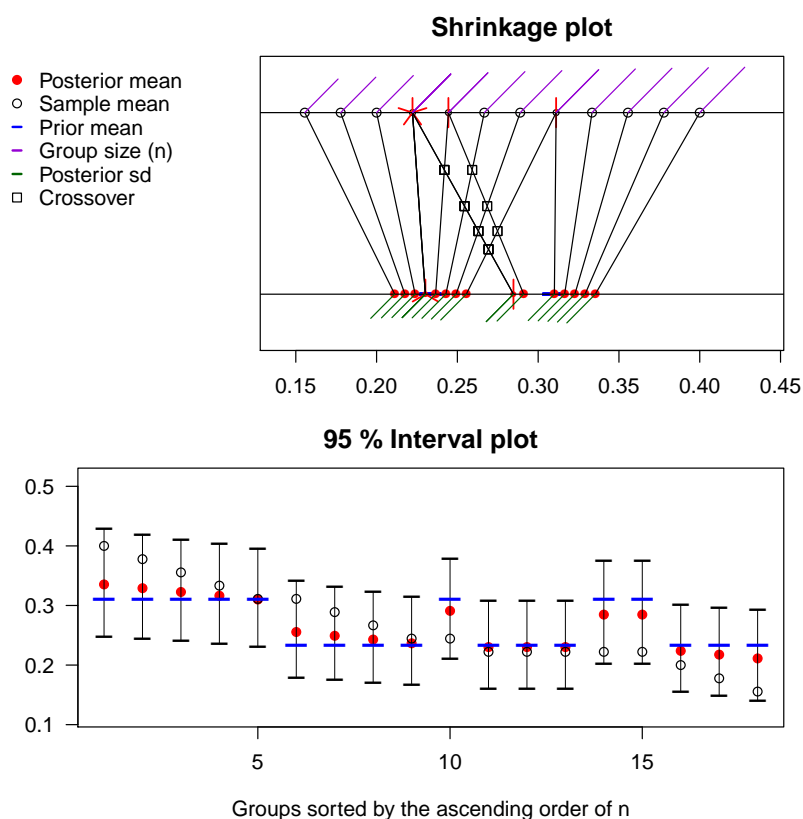 Shrinkage plot
Posterior mean
Sample mean
Prior mean
Group size (n)
Posterior sd
Crossover
0.15 0.20 0.25 0.30 0.35 0.40 0.45
95 % Interval plot
0.5
0.4
0.3
0.2
0.1
5 10 15
Groups sorted by the ascending order of n